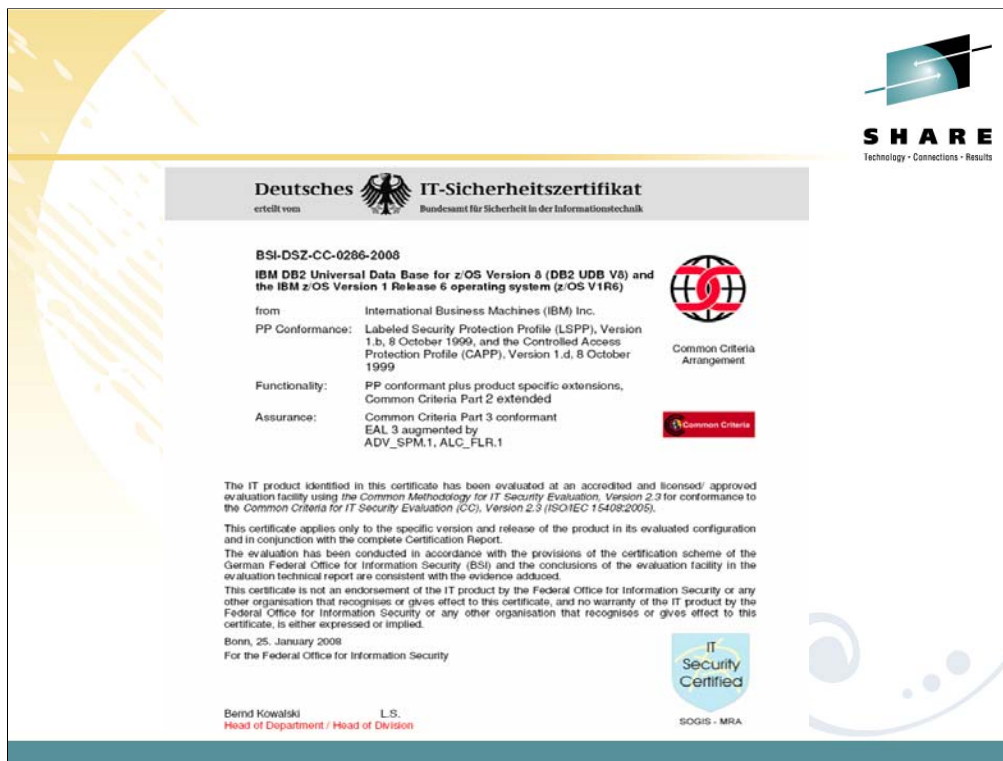 SHARE
Technology · Connections · Results
Deutsches IT-Sicherheitszertifikat
erteilt vom Bundesamt für Sicherheit in der Informationstechnik
BSI-DSZ-CC-0286-2008
IBM DB2 Universal Data Base for z/OS Version 8 (DB2 UDB V8) and
the IBM z/OS Version 1 Release 6 operating system (z/OS V1R6)
from International Business Machines (IBM) Inc.
PP Conformance: Labeled Security Protection Profile (LSPP), Version
1.b, 8 October 1999, and the Controlled Access
Protection Profile (CAPP), Version 1.d, 8 October
1999
Common Criteria
Arrangement
Functionality: PP conformant plus product specific extensions,
Common Criteria Part 2 extended
Assurance: Common Criteria Part 3 conformant
EAL 3 augmented by
ADV_SPM.1, ALC_FLR.1
Common Criteria
The IT product identified in this certificate has been evaluated at an accredited and licensed/ approved
evaluation facility using the Common Methodology for IT Security Evaluation, Version 2.3 for conformance to
the Common Criteria for IT Security Evaluation (CC), Version 2.3 (ISO/IEC 15408:2005).
This certificate applies only to the specific version and release of the product in its evaluated configuration
and in conjunction with the complete Certification Report.
The evaluation has been conducted in accordance with the provisions of the certification scheme of the
German Federal Office for Information Security (BSI) and the conclusions of the evaluation facility in the
evaluation technical report are consistent with the evidence adduced.
This certificate is not an endorsement of the IT product by the Federal Office for Information Security or any
other organisation that recognises or gives effect to this certificate, and no warranty of the IT product by the
Federal Office for Information Security or any other organisation that recognises or gives effect to this
certificate, is either expressed or implied.
Bonn, 25. January 2008
For the Federal Office for Information Security
IT
Security
Certified
SOGIS - MRA
Bernd Kowalski L.S.
Head of Department / Head of Division